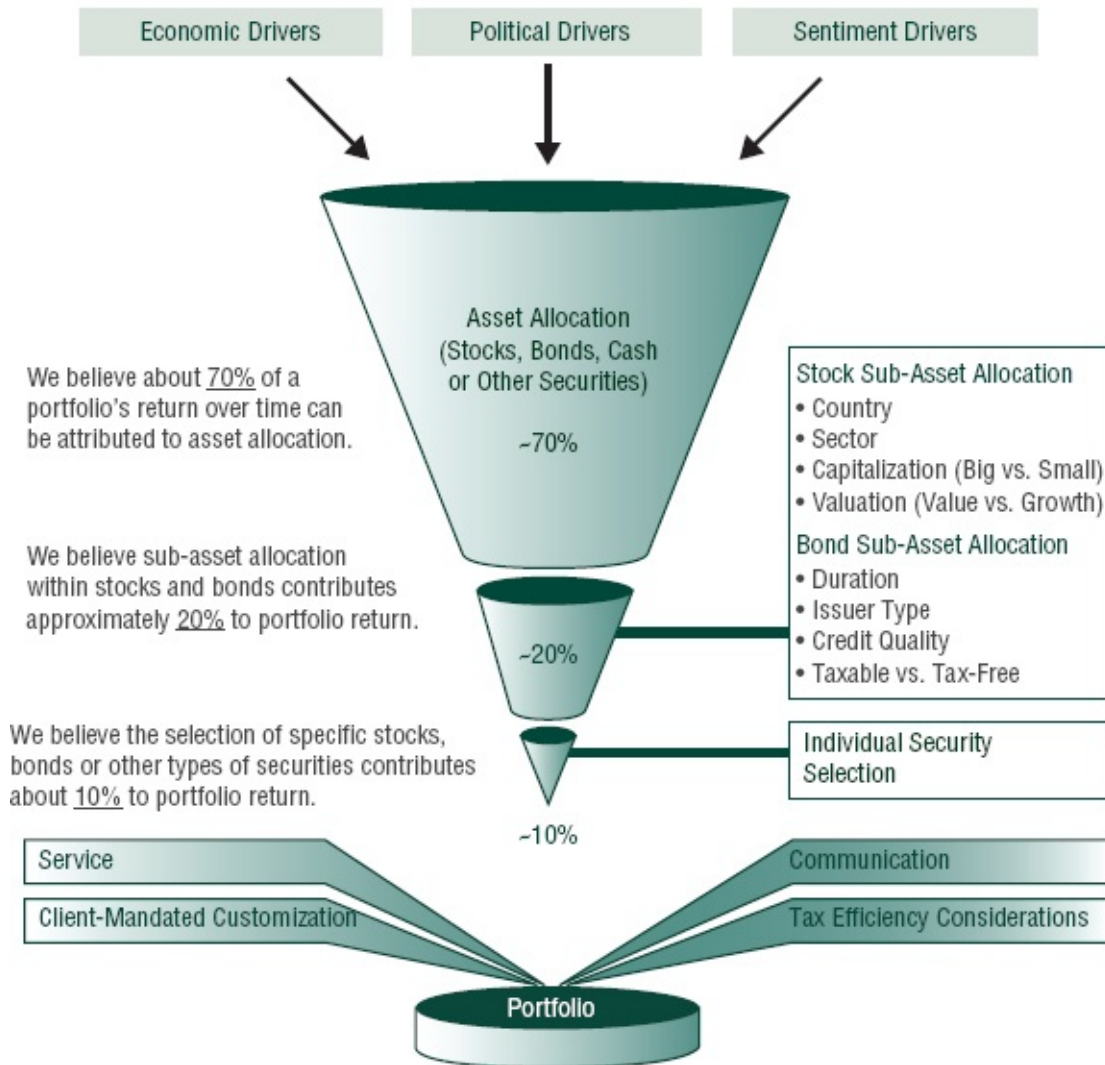 Economic Drivers
Political Drivers
Sentiment Drivers
Asset Allocation
(Stocks, Bonds, Cash
or Other Securities)
~70%
We believe about 70% of a
portfolio's return over time can
be attributed to asset allocation.
Stock Sub-Asset Allocation
• Country
• Sector
• Capitalization (Big vs. Small)
• Valuation (Value vs. Growth)
Bond Sub-Asset Allocation
• Duration
• Issuer Type
• Credit Quality
• Taxable vs. Tax-Free
We believe sub-asset allocation
within stocks and bonds contributes
approximately 20% to portfolio return.
~20%
We believe the selection of specific stocks,
bonds or other types of securities contributes
about 10% to portfolio return.
Individual Security
Selection
~10%
Service
Communication
Client-Mandated Customization
Tax Efficiency Considerations
Portfolio